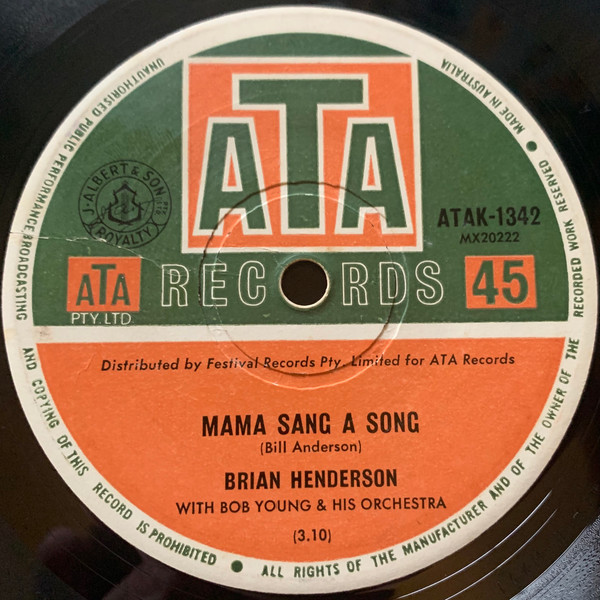 ATA
J. ALBERT & SON
PTY. LTD.
ROYALTY
ATAK-1342
MX20222
ATA
PTY. LTD
RECORDS
45
Distributed by Festival Records Pty. Limited for ATA Records
MAMA SANG A SONG
(Bill Anderson)
BRIAN HENDERSON
WITH BOB YOUNG & HIS ORCHESTRA
(3.10)
MADE IN AUSTRALIA
ALL RIGHTS OF THE MANUFACTURER AND OF THE OWNER OF THE RECORDED WORK RESERVED
UNAUTHORISED PUBLIC PERFORMANCE BROADCASTING AND COPYING OF THIS RECORD IS PROHIBITED